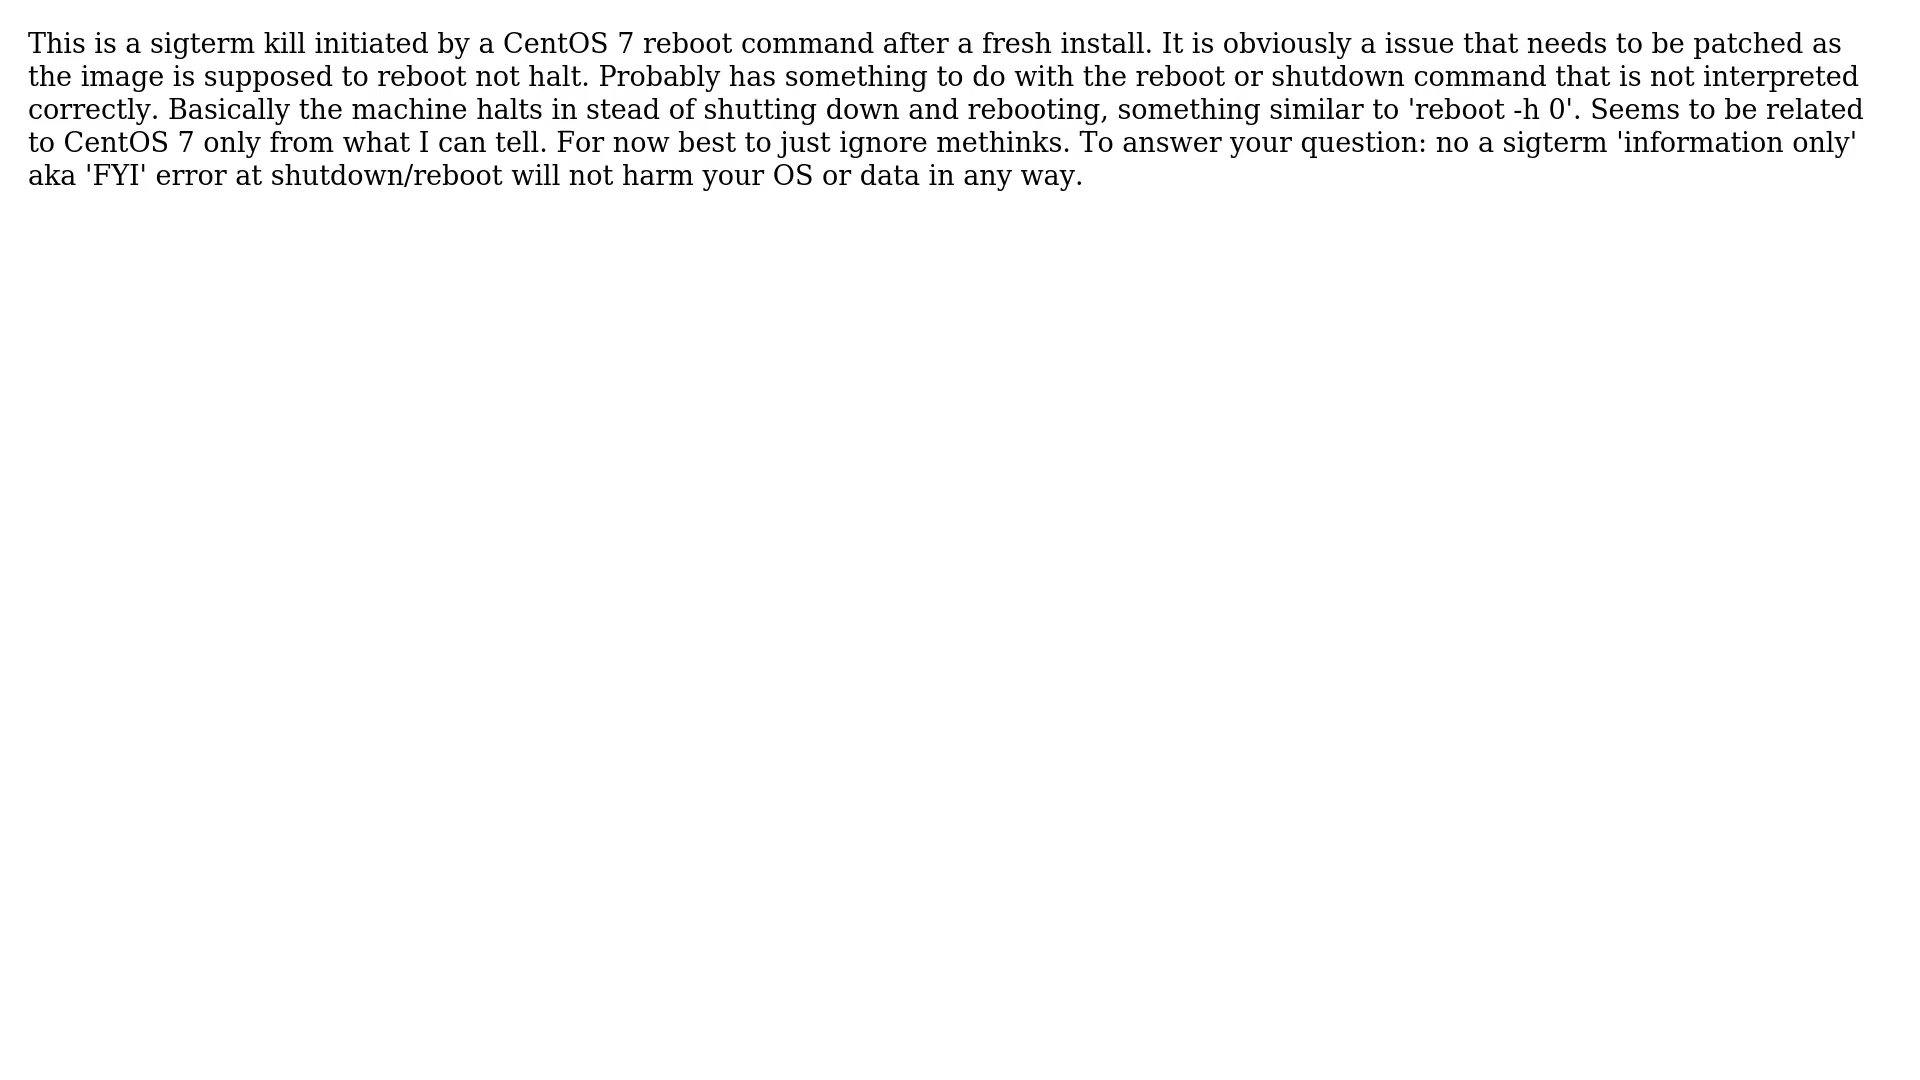 This is a sigterm kill initiated by a CentOS 7 reboot command after a fresh install. It is obviously a issue that needs to be patched as
the image is supposed to reboot not halt. Probably has something to do with the reboot or shutdown command that is not interpreted
correctly. Basically the machine halts in stead of shutting down and rebooting, something similar to 'reboot -h 0'. Seems to be related
to CentOS 7 only from what I can tell. For now best to just ignore methinks. To answer your question: no a sigterm 'information only'
aka 'FYI' error at shutdown/reboot will not harm your OS or data in any way.